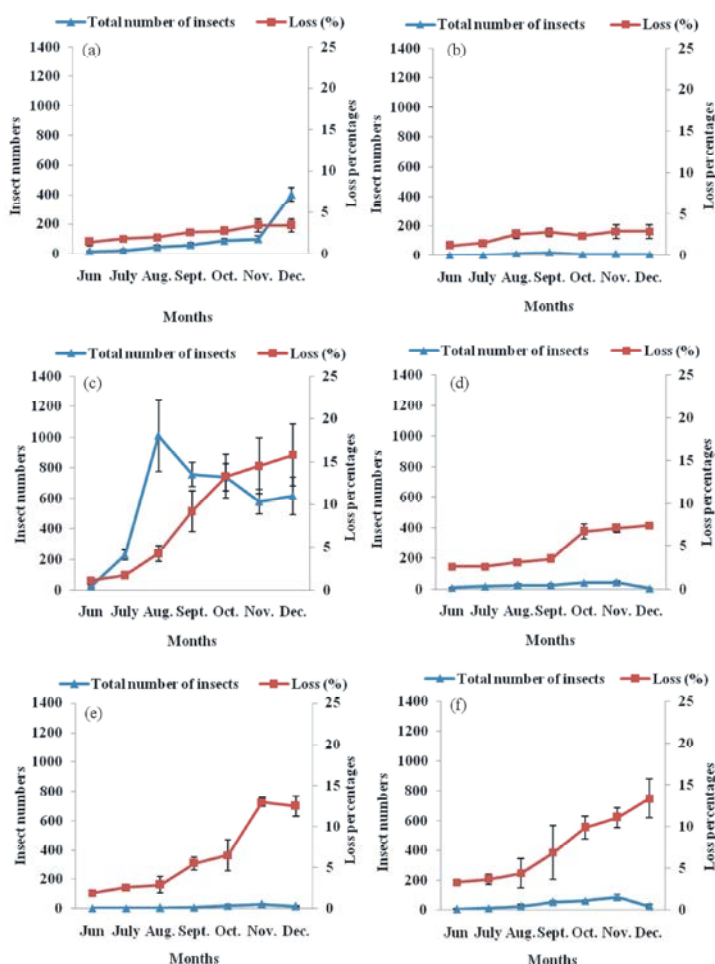 Total number of insects Loss (%)
(a)
1400
1200
1000
800
600
400
200
0
25
20
15
10
5
0
Insect numbers
Loss percentages
Jun July Aug. Sept. Oct. Nov. Dec.
Months
Total number of insects Loss (%)
(b)
1400
1200
1000
800
600
400
200
0
25
20
15
10
5
0
Insect numbers
Loss percentages
Jun July Aug. Sept. Oct. Nov. Dec.
Months
Total number of insects Loss (%)
(c)
1400
1200
1000
800
600
400
200
0
25
20
15
10
5
0
Insect numbers
Loss percentages
Jun July Aug. Sept. Oct. Nov. Dec.
Months
Total number of insects Loss (%)
(d)
1400
1200
1000
800
600
400
200
0
25
20
15
10
5
0
Insect numbers
Loss percentages
Jun July Aug. Sept. Oct. Nov. Dec.
Months
Total number of insects Loss (%)
(e)
1400
1200
1000
800
600
400
200
0
25
20
15
10
5
0
Insect numbers
Loss percentages
Jun July Aug. Sept. Oct. Nov. Dec.
Months
Total number of insects Loss (%)
(f)
1400
1200
1000
800
600
400
200
0
25
20
15
10
5
0
Insect numbers
Loss percentages
Jun July Aug. Sept. Oct. Nov. Dec.
Months